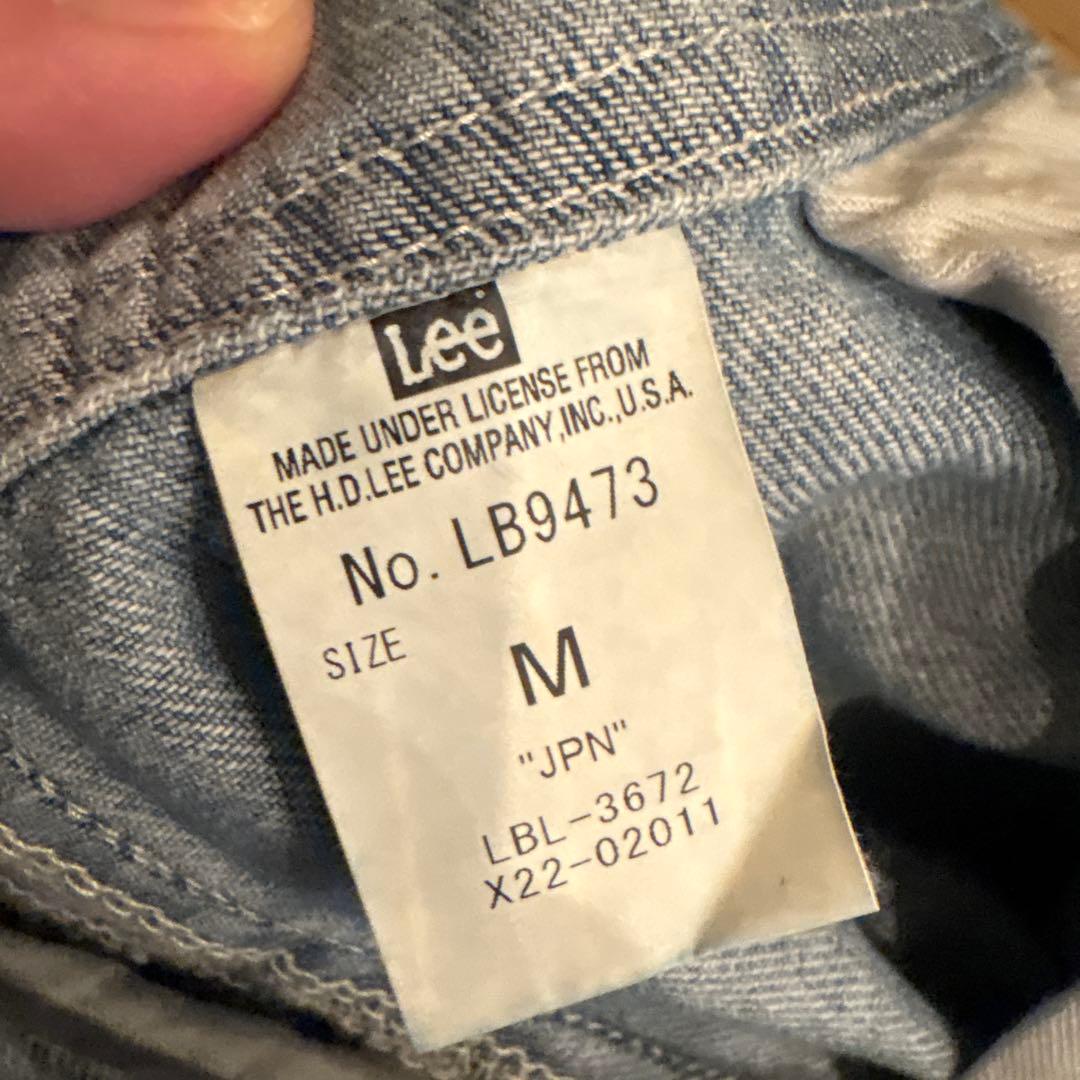 Lee
MADE UNDER LICENSE FROM
THE H.D.LEE COMPANY,INC.,U.S.A.
No. LB9473
SIZE
M
"JPN"
LBL-3672
X22-02011